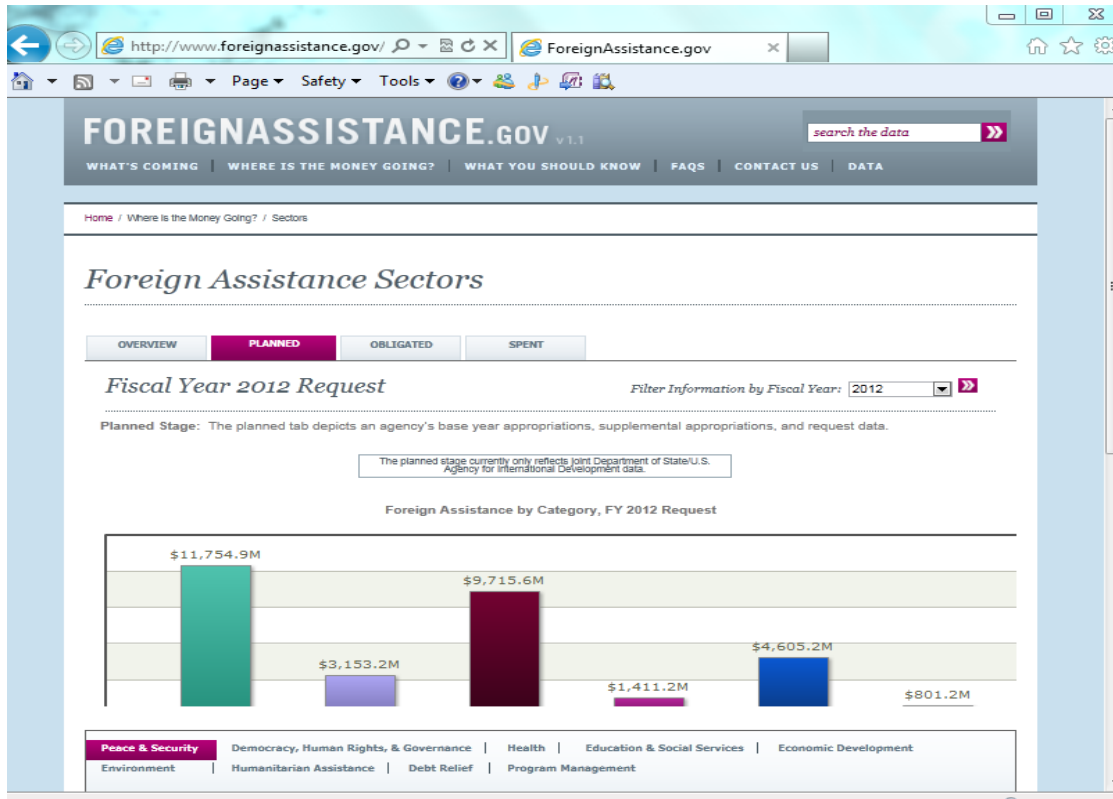 http://www.foreignassistance.gov/
ForeignAssistance.gov
Page Safety Tools
FOREIGNASSISTANCE.GOV v 1.1
search the data
WHAT'S COMING | WHERE IS THE MONEY GOING? | WHAT YOU SHOULD KNOW | FAQS | CONTACT US | DATA
Home / Where is the Money Going? / Sectors
Foreign Assistance Sectors
OVERVIEW PLANNED OBLIGATED SPENT
Fiscal Year 2012 Request
Filter Information by Fiscal Year: 2012
Planned Stage: The planned tab depicts an agency's base year appropriations, supplemental appropriations, and request data.
The planned stage currently only reflects joint Department of State/U.S.
Agency for International Development data.
Foreign Assistance by Category, FY 2012 Request
$11,754.9M
$3,153.2M
$9,715.6M
$1,411.2M
$4,605.2M
$801.2M
Peace & Security Democracy, Human Rights, & Governance | Health | Education & Social Services | Economic Development
Environment | Humanitarian Assistance | Debt Relief | Program Management